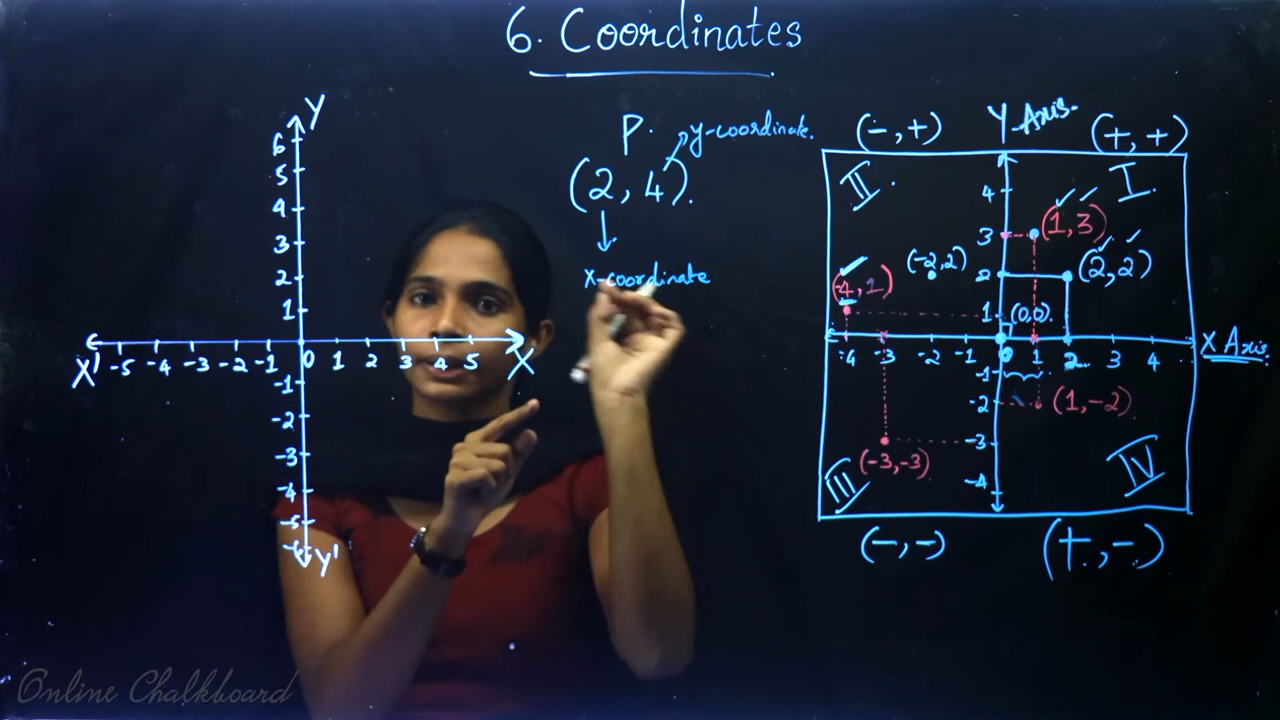 6. Coordinates
Y
6
5
4
3
2
1
X' -5 -4 -3 -2 -1 0 1 2 3 4 5 X
-1
-2
-3
-4
-5
-6
Y'
P.
(2, 4).
y-coordinate.
x-coordinate
Y-Axis.
(-,+)
(+,+)
II.
I.
4
3
(1,3)
(-2,2)
2
(2,2)
(-4,1)
1
(0,0).
-4 -3 -2 -1 0 1 2 3 4
X Axis.
-1
-2
(1,-2)
-3
(-3,-3)
-4
III
IV
(-,-)
(+,-)
Online Chalkboard